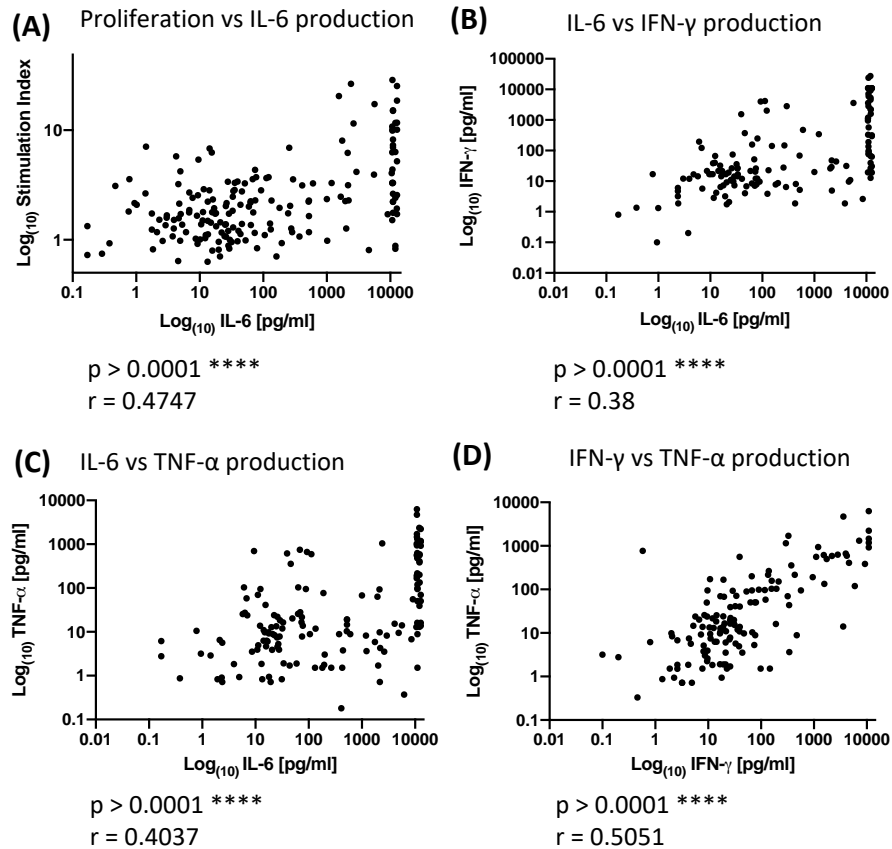 (A) Proliferation vs IL-6 production
Log(10) Stimulation Index
10
1
0.1 1 10 100 1000 10000
Log(10) IL-6 [pg/ml]
p > 0.0001 ****
r = 0.4747
(B) IL-6 vs IFN-γ production
Log(10) IFN-γ [pg/ml]
100000
10000
1000
100
10
1
0.1
0.01
0.01 0.1 1 10 100 1000 10000
Log(10) IL-6 [pg/ml]
p > 0.0001 ****
r = 0.38
(C) IL-6 vs TNF-α production
Log(10) TNF-α [pg/ml]
10000
1000
100
10
1
0.1
0.01 0.1 1 10 100 1000 10000
Log(10) IL-6 [pg/ml]
p > 0.0001 ****
r = 0.4037
(D) IFN-γ vs TNF-α production
Log(10) TNF-α [pg/ml]
10000
1000
100
10
1
0.1
0.01 0.1 1 10 100 1000 10000
Log(10) IFN-γ [pg/ml]
p > 0.0001 ****
r = 0.5051